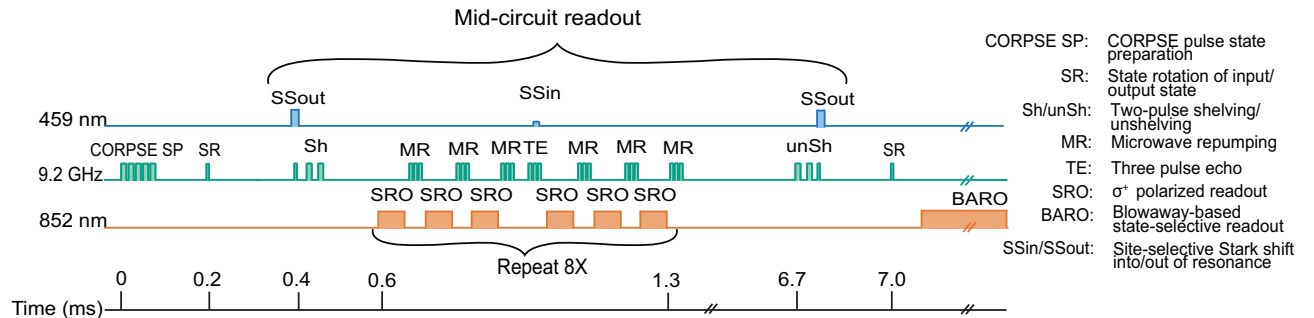 Mid-circuit readout
SSout
SSin
SSout
459 nm
CORPSE SP
SR
Sh
MR
MR
MR
TE
MR
MR
MR
unSh
SR
9.2 GHz
SRO
SRO
SRO
SRO
SRO
SRO
BARO
852 nm
Repeat 8X
0
0.2
0.4
0.6
1.3
6.7
7.0
Time (ms)
CORPSE SP: CORPSE pulse state
preparation
SR: State rotation of input/
output state
Sh/unSh: Two-pulse shelving/
unshelving
MR: Microwave repumping
TE: Three pulse echo
SRO: σ⁺ polarized readout
BARO: Blowaway-based
state-selective readout
SSin/SSout: Site-selective Stark shift
into/out of resonance